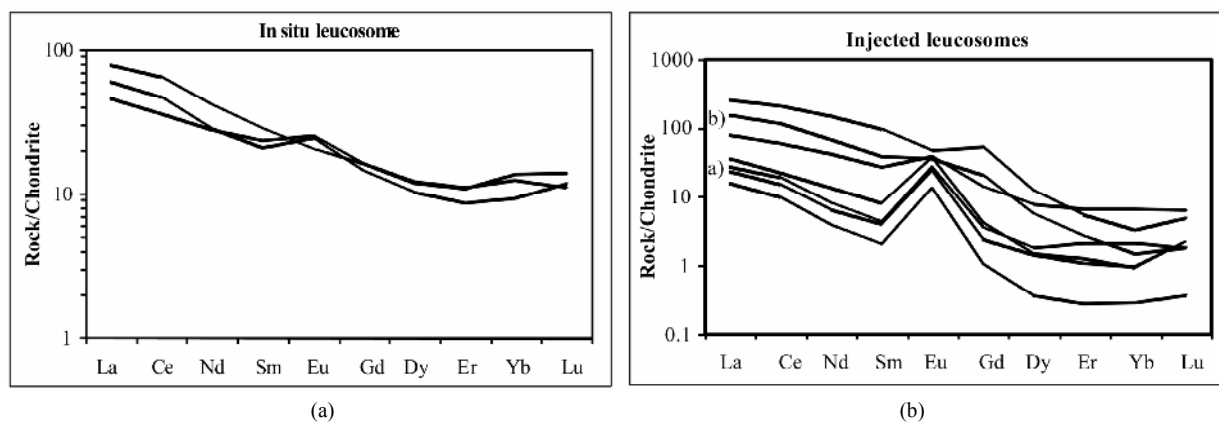 In situ leucosome
Rock/Chondrite
100
10
1
La Ce Nd Sm Eu Gd Dy Er Yb Lu
(a)
Injected leucosomes
Rock/Chondrite
1000
100
10
1
0.1
b)
a)
La Ce Nd Sm Eu Gd Dy Er Yb Lu
(b)